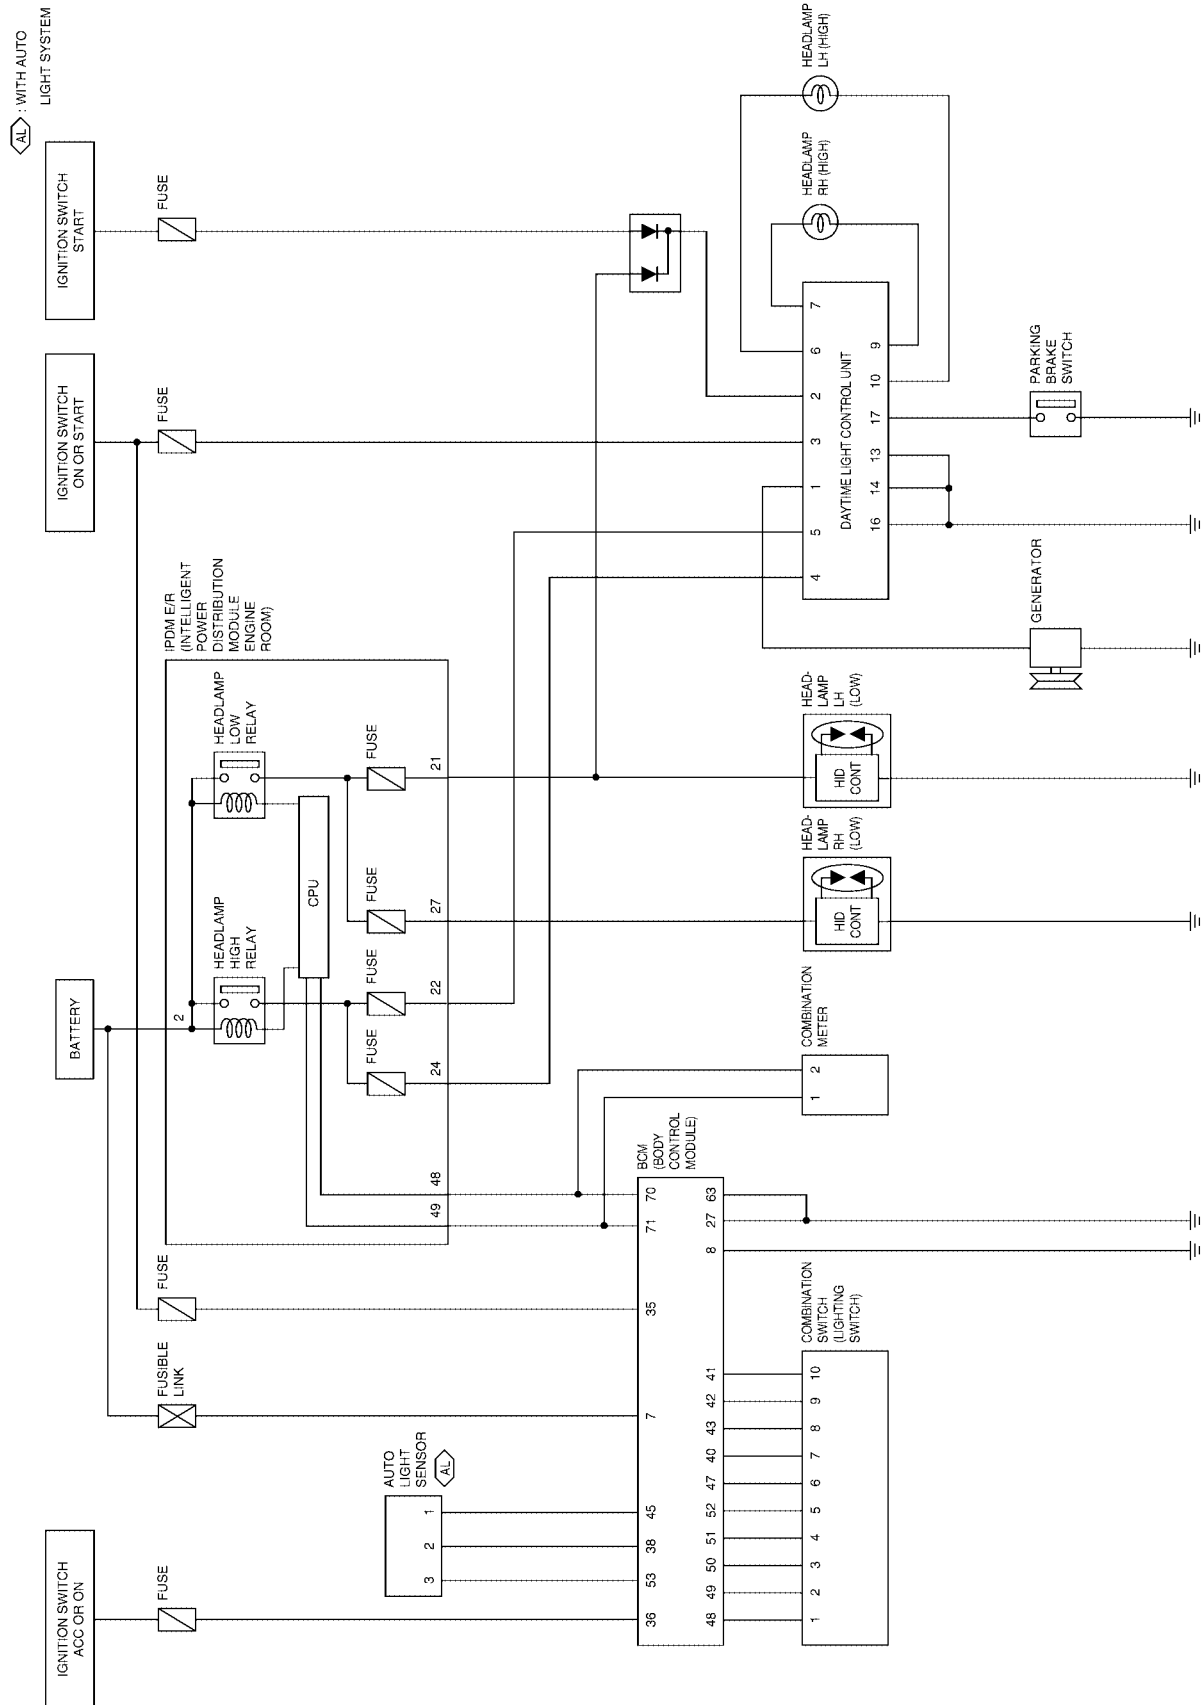 AL : WITH AUTO
LIGHT SYSTEM
IGNITION SWITCH
ACC OR ON
BATTERY
IGNITION SWITCH
ON OR START
IGNITION SWITCH
START
FUSE
FUSIBLE
LINK
FUSE
FUSE
FUSE
2
HEADLAMP
HIGH
RELAY
HEADLAMP
LOW
RELAY
IPDM E/R
(INTELLIGENT
POWER
DISTRIBUTION
MODULE
ENGINE
ROOM)
CPU
FUSE
FUSE
FUSE
FUSE
49
48
24
22
27
21
AUTO
LIGHT
SENSOR
AL
3
2
1
BCM
(BODY
CONTROL
MODULE)
36
53
38
45
7
35
71
70
48
49
50
51
52
47
40
43
42
41
8
27
63
COMBINATION
SWITCH
(LIGHTING
SWITCH)
1
2
3
4
5
6
7
8
9
10
COMBINATION
METER
1
2
HEAD-
LAMP
RH
(LOW)
HID
CONT
HEAD-
LAMP
LH
(LOW)
HID
CONT
GENERATOR
4
5
1
3
2
6
7
DAYTIME LIGHT CONTROL UNIT
16
14
13
17
10
9
HEADLAMP
RH (HIGH)
HEADLAMP
LH (HIGH)
PARKING
BRAKE
SWITCH